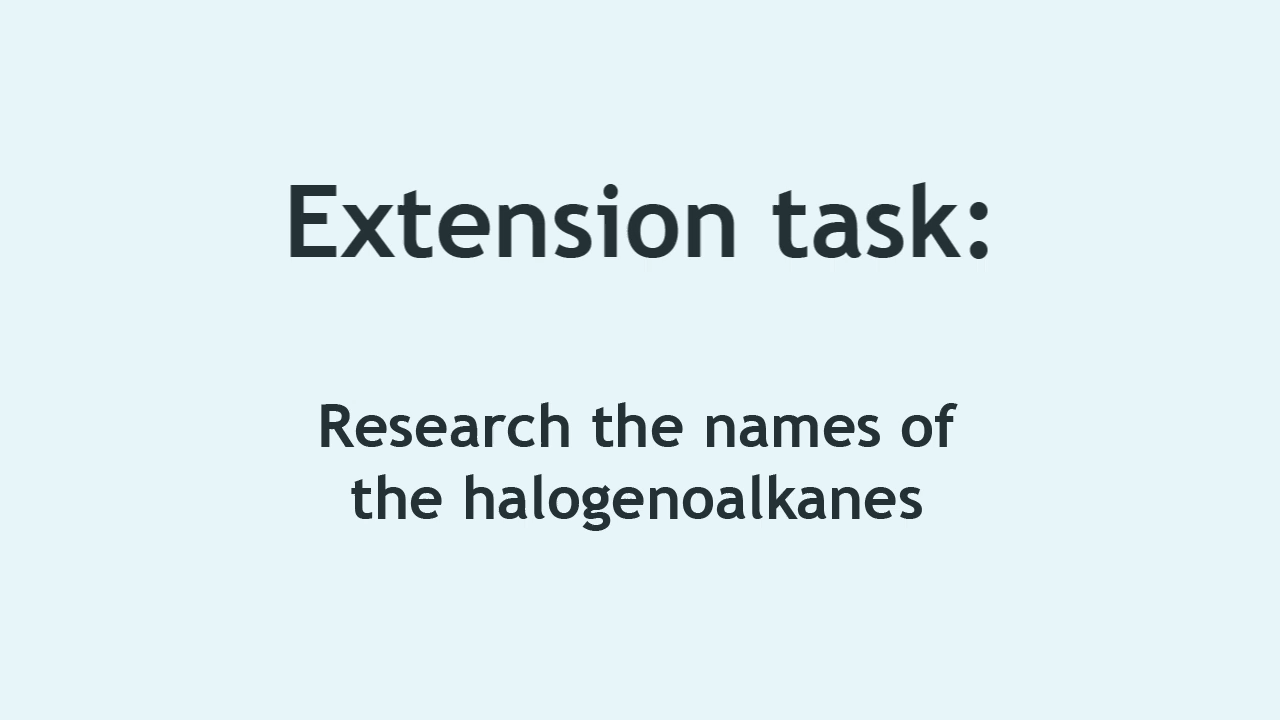 Extension task:
Research the names of
the halogenoalkanes